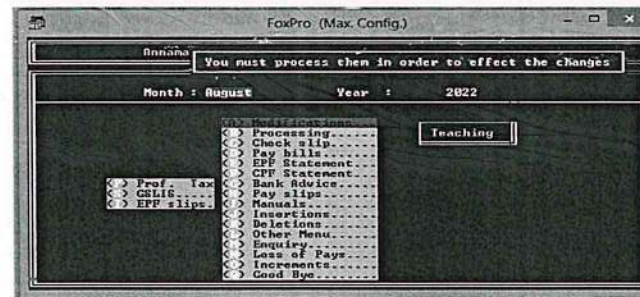 FoxPro (Max. Config.)
Annama
You must process them in order to effect the changes
Month : August Year : 2022
<A> Modifications...
Processing......
Check slip......
Pay bills.......
EPF Statement...
CPF Statement...
Bank Advice.....
Pay slips.......
Manuals.........
Insertions......
Deletions.......
Other Menu......
Enquiry.........
Loss of Pays....
Increments......
Good Bye........
Teaching
Prof. Tax
GSLIS......
EPF slips.